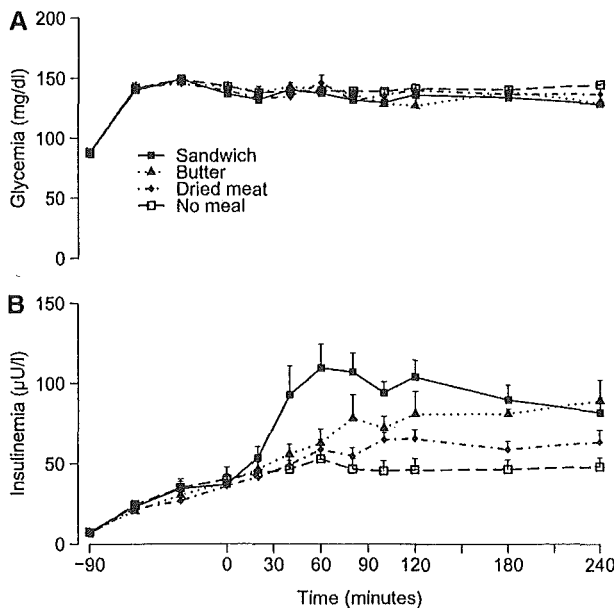 A
Glycemia (mg/dl)
200
150
100
50
0
Sandwich
Butter
Dried meat
No meal
B
Insulinemia (µU/l)
150
100
50
0
−90 0 30 60 90 120 180 240
Time (minutes)